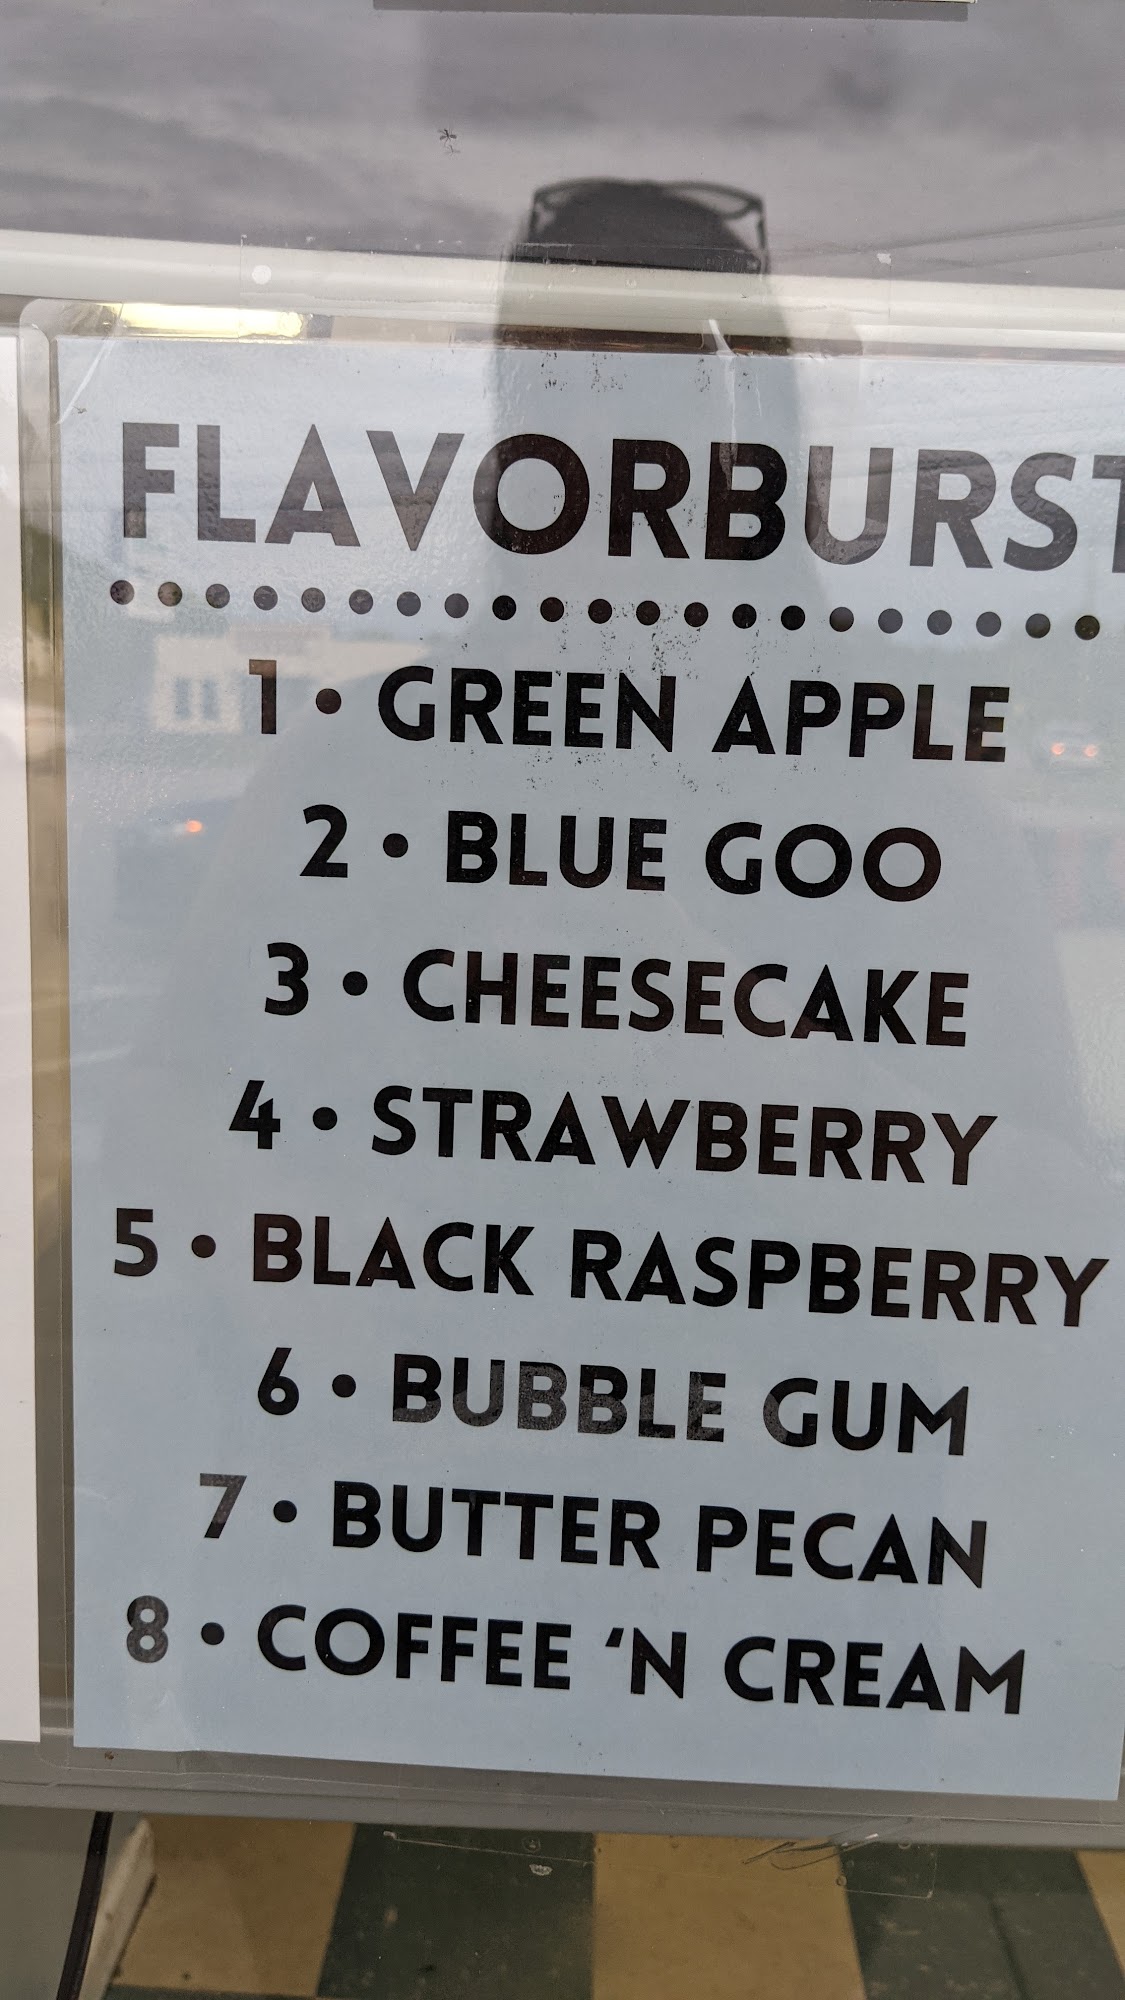 FLAVORBURST
1 • GREEN APPLE
2 • BLUE GOO
3 • CHEESECAKE
4 • STRAWBERRY
5 • BLACK RASPBERRY
6 • BUBBLE GUM
7 • BUTTER PECAN
8 • COFFEE ‘N CREAM